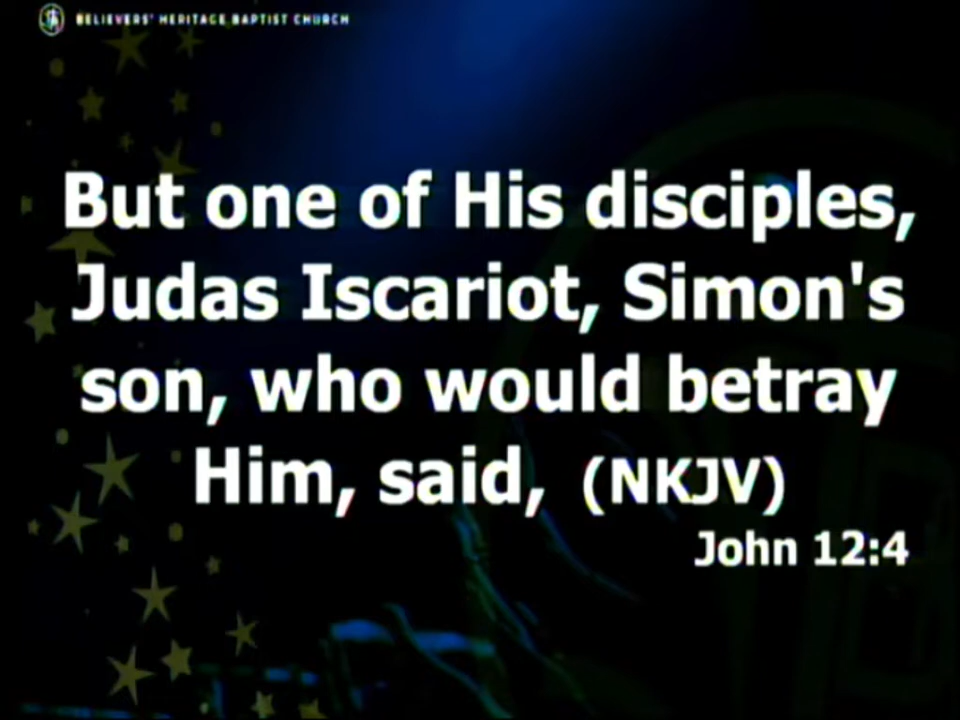 BELIEVERS' HERITAGE BAPTIST CHURCH
But one of His disciples,
Judas Iscariot, Simon's
son, who would betray
Him, said, (NKJV)
John 12:4